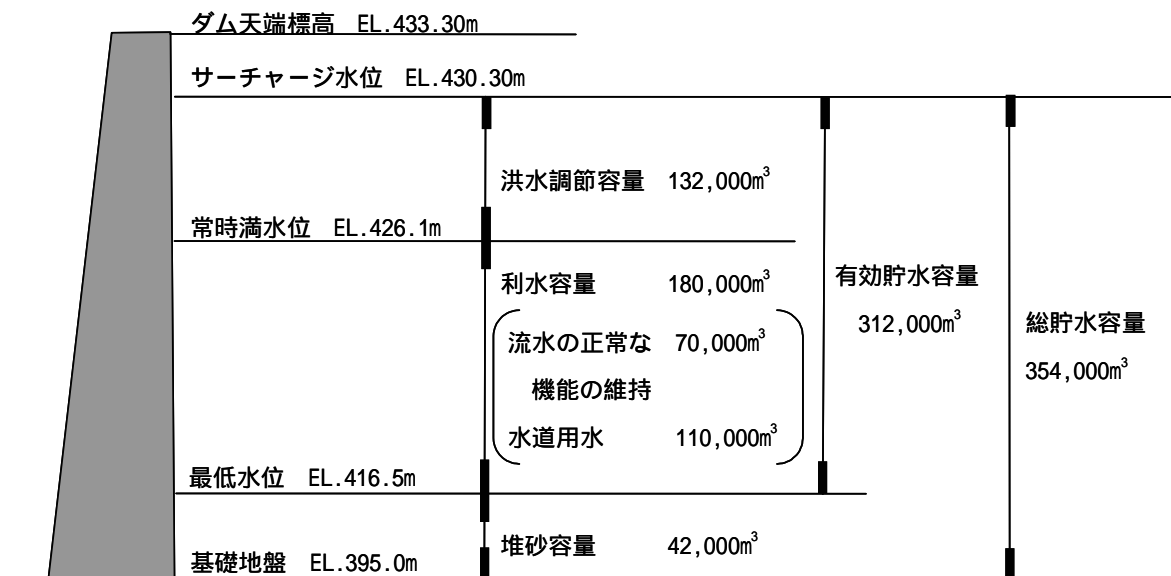 ダム天端標高 EL.433.30m
サーチャージ水位 EL.430.30m
洪水調節容量 132,000m³
常時満水位 EL.426.1m
利水容量 180,000m³
流水の正常な 70,000m³
機能の維持
水道用水 110,000m³
有効貯水容量
312,000m³
総貯水容量
354,000m³
最低水位 EL.416.5m
堆砂容量 42,000m³
基礎地盤 EL.395.0m